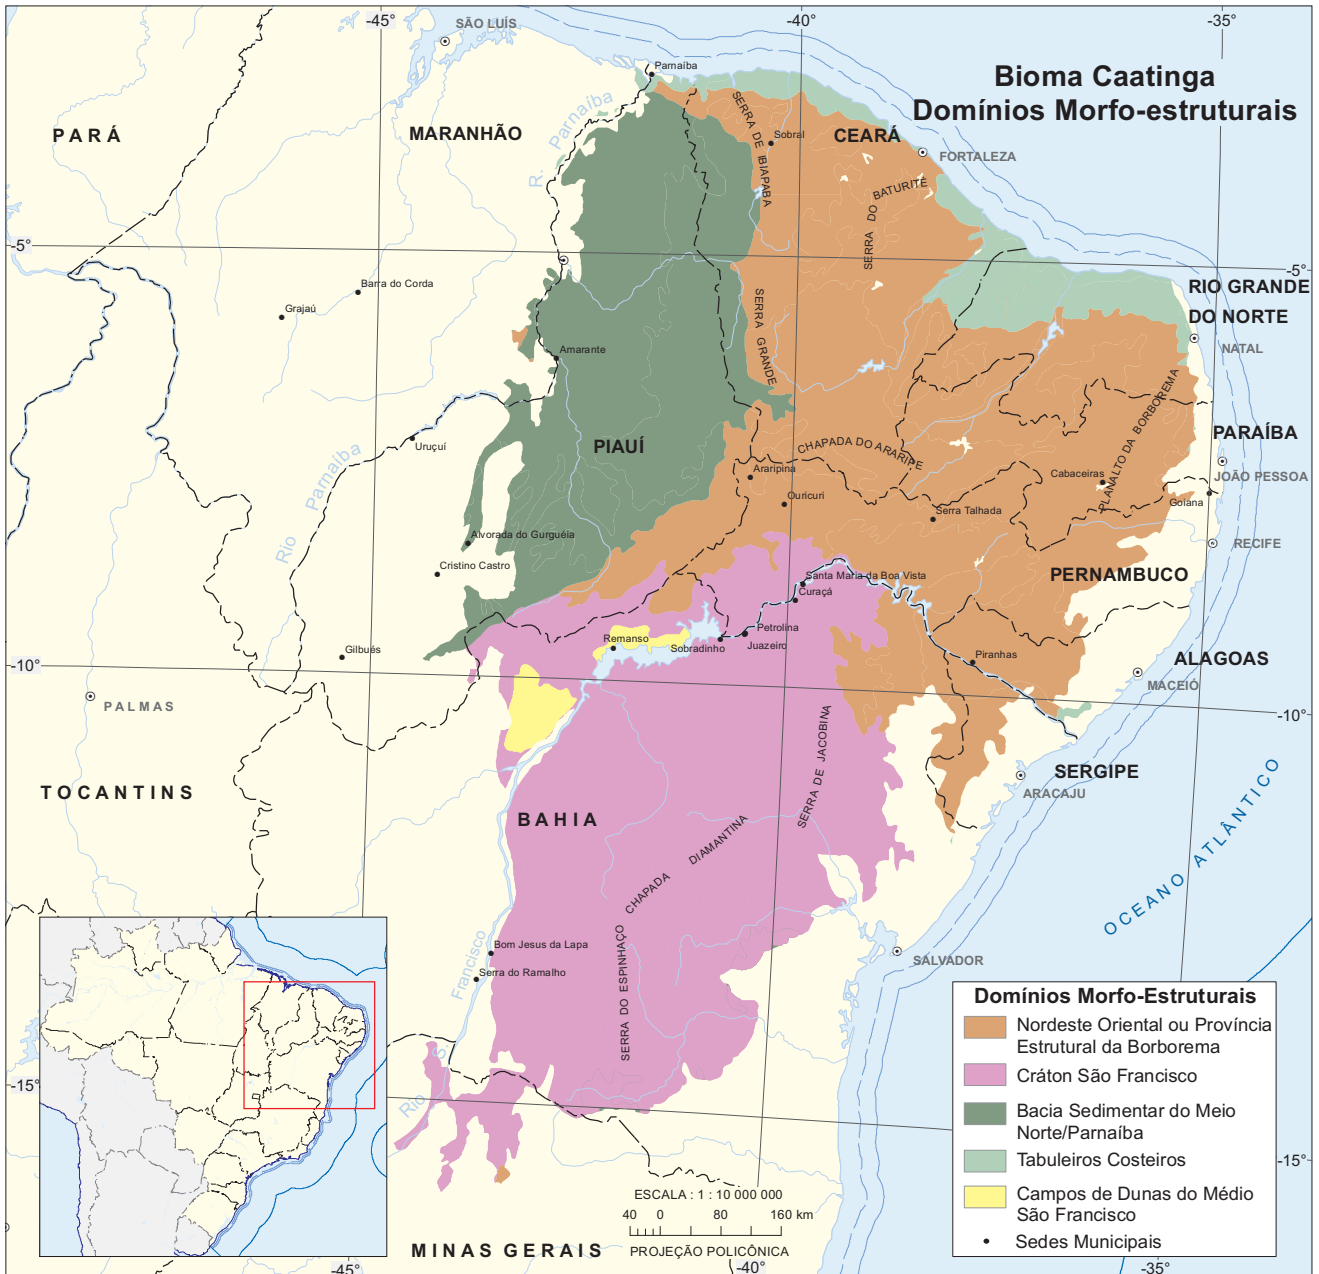 -45°
-40°
-35°
SÃO LUÍS
Parnaíba
Bioma Caatinga
Domínios Morfo-estruturais
PARÁ
MARANHÃO
R. Parnaíba
SERRA DE IBIAPABA
Sobral
CEARÁ
FORTALEZA
SERRA DO BATURITÉ
-5°
-5°
Barra do Corda
Grajaú
RIO GRANDE
DO NORTE
NATAL
SERRA GRANDE
Amarante
PLANALTO DA BORBOREMA
PIAUÍ
Uruçuí
CHAPADA DO ARARIPE
PARAÍBA
JOÃO PESSOA
Araripina
Cabaceiras
Ouricuri
Goiana
Serra Talhada
Rio Parnaíba
Alvorada do Gurguéia
RECIFE
Cristino Castro
Santa Maria da Boa Vista
PERNAMBUCO
Curaçá
Petrolina
Remanso
Juazeiro
Sobradinho
Gilbués
Piranhas
ALAGOAS
-10°
MACEIÓ
PALMAS
-10°
SERRA DE JACOBINA
SERGIPE
ARACAJU
TOCANTINS
BAHIA
CHAPADA DIAMANTINA
OCEANO ATLÂNTICO
Bom Jesus da Lapa
Serra do Ramalho
SERRA DO ESPINHAÇO
SALVADOR
Rio S. Francisco
Domínios Morfo-Estruturais
Nordeste Oriental ou Província
Estrutural da Borborema
Cráton São Francisco
Bacia Sedimentar do Meio
Norte/Parnaíba
Tabuleiros Costeiros
Campos de Dunas do Médio
São Francisco
Sedes Municipais
-15°
-15°
ESCALA : 1 : 10 000 000
40 0 80 160 km
PROJEÇÃO POLICÔNICA
MINAS GERAIS
-45°
-40°
-35°